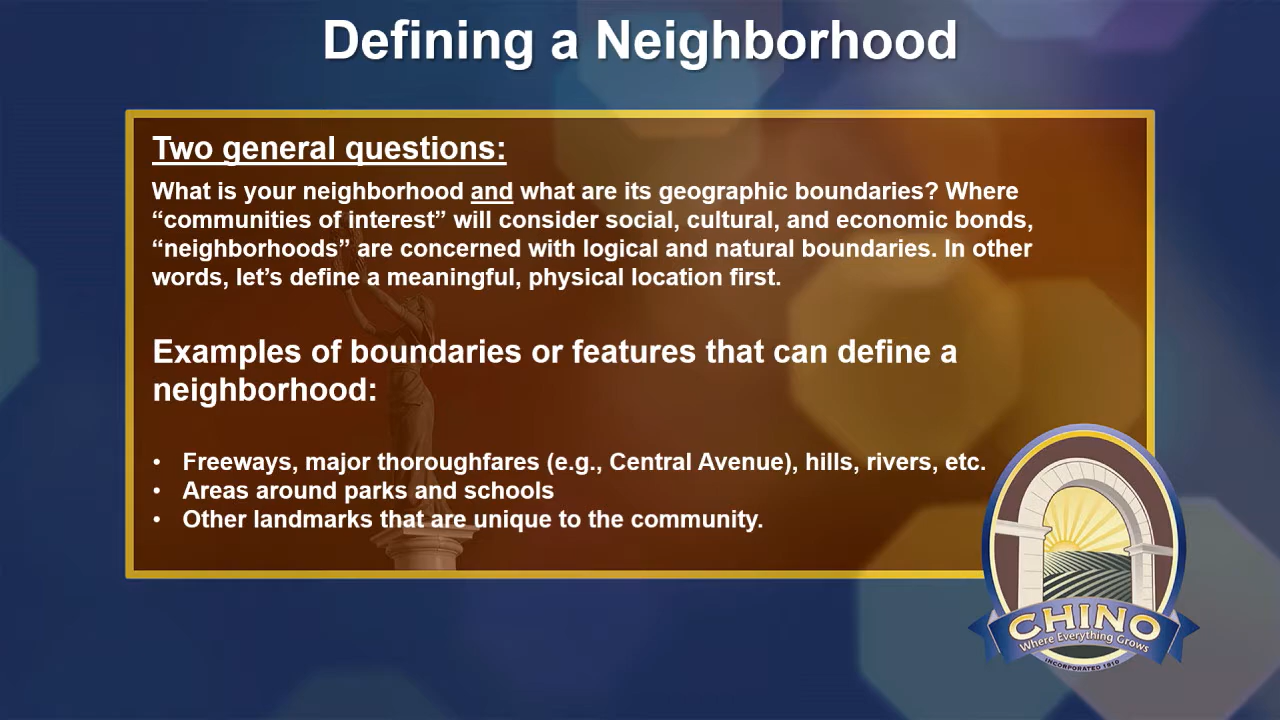 Defining a Neighborhood
Two general questions:
What is your neighborhood and what are its geographic boundaries? Where
“communities of interest” will consider social, cultural, and economic bonds,
“neighborhoods” are concerned with logical and natural boundaries. In other
words, let’s define a meaningful, physical location first.
Examples of boundaries or features that can define a
neighborhood:
• Freeways, major thoroughfares (e.g., Central Avenue), hills, rivers, etc.
• Areas around parks and schools
• Other landmarks that are unique to the community.
CHINO
Where Everything Grows
INCORPORATED 1910